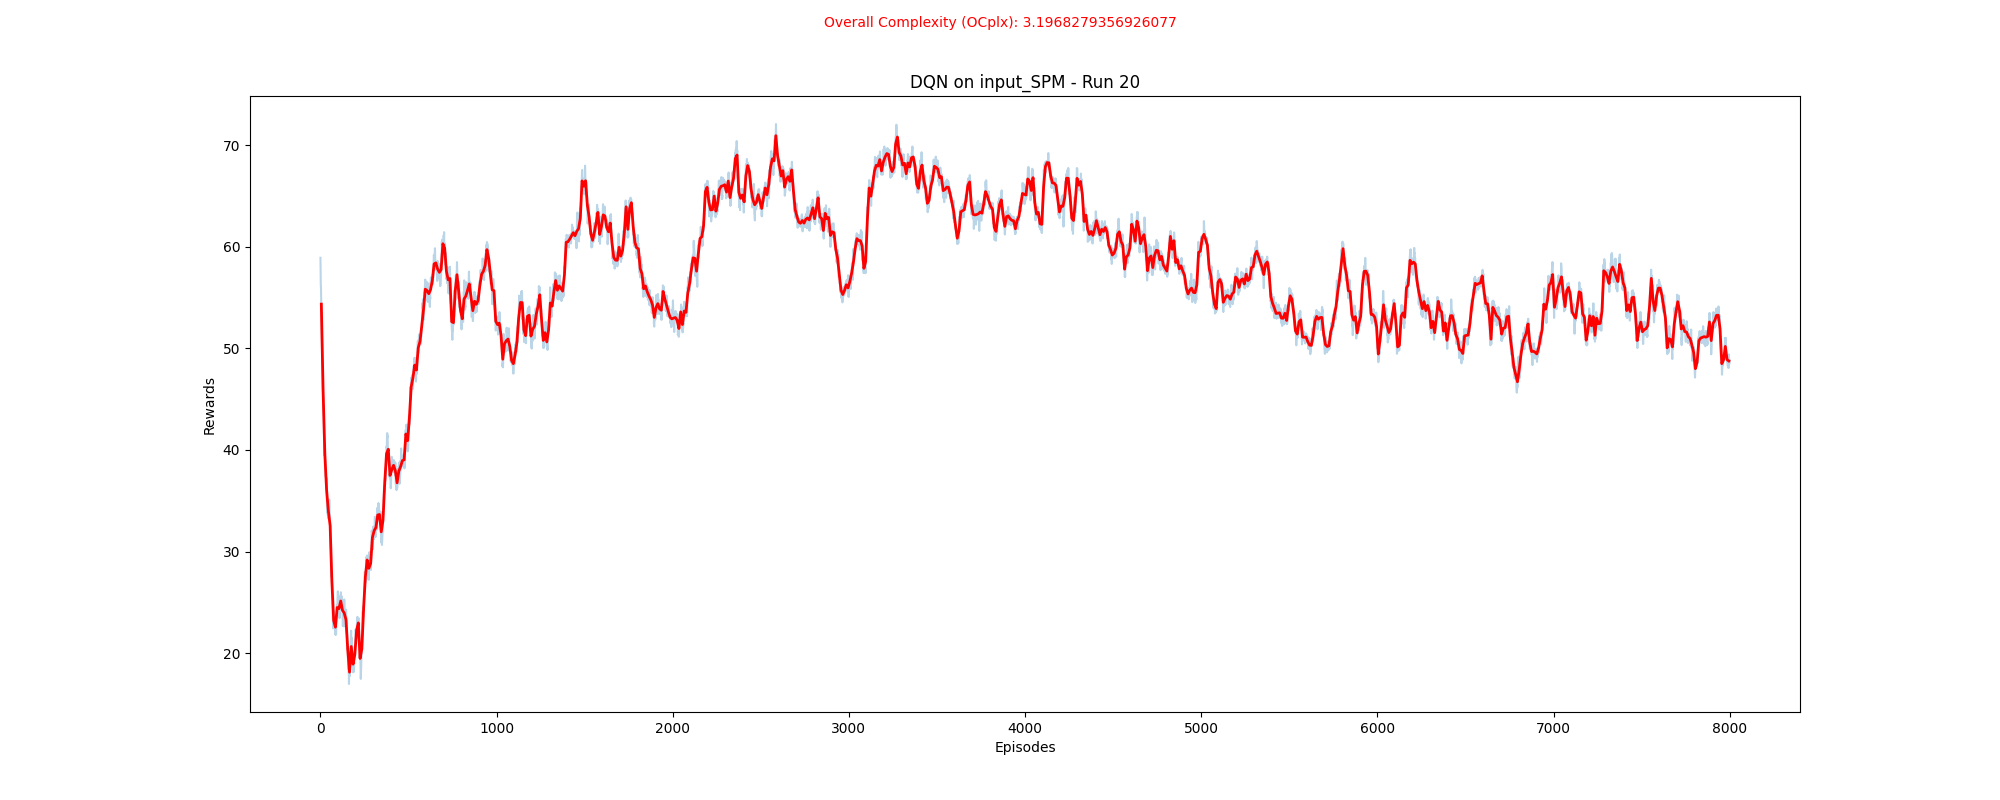 Overall Complexity (OCplx): 3.1968279356926077
DQN on input_SPM - Run 20
Rewards
70
60
50
40
30
20
0 1000 2000 3000 4000 5000 6000 7000 8000
Episodes